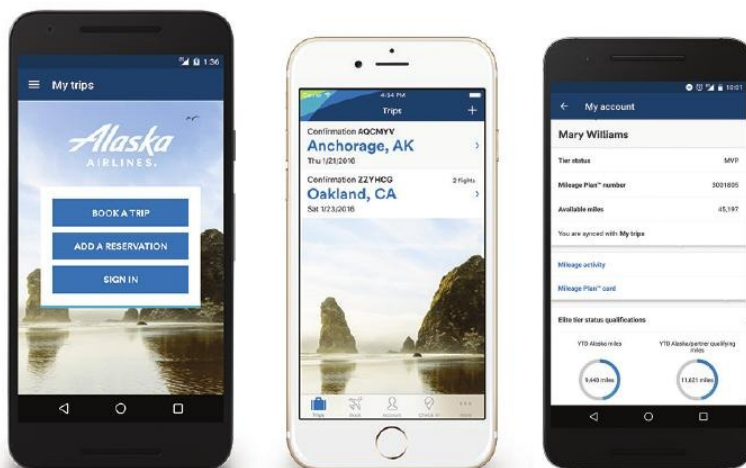 1:36
My trips
Alaska
AIRLINES.
BOOK A TRIP
ADD A RESERVATION
SIGN IN
4:34 PM
Trips
Confirmation AQCMYV
Anchorage, AK
Thu 1/21/2016
Confirmation ZZYHCG 2 flights
Oakland, CA
Sat 1/23/2016
Trips Book Account Check in More
18:01
My account
Mary Williams
Tier status MVP
Mileage Plan™ number 3001805
Available miles 45,197
You are synced with My trips
Mileage activity
Mileage Plan™ card
Elite tier status qualifications
YTD Alaska miles
YTD Alaska/partner qualifying
miles
9,440 miles
11,621 miles